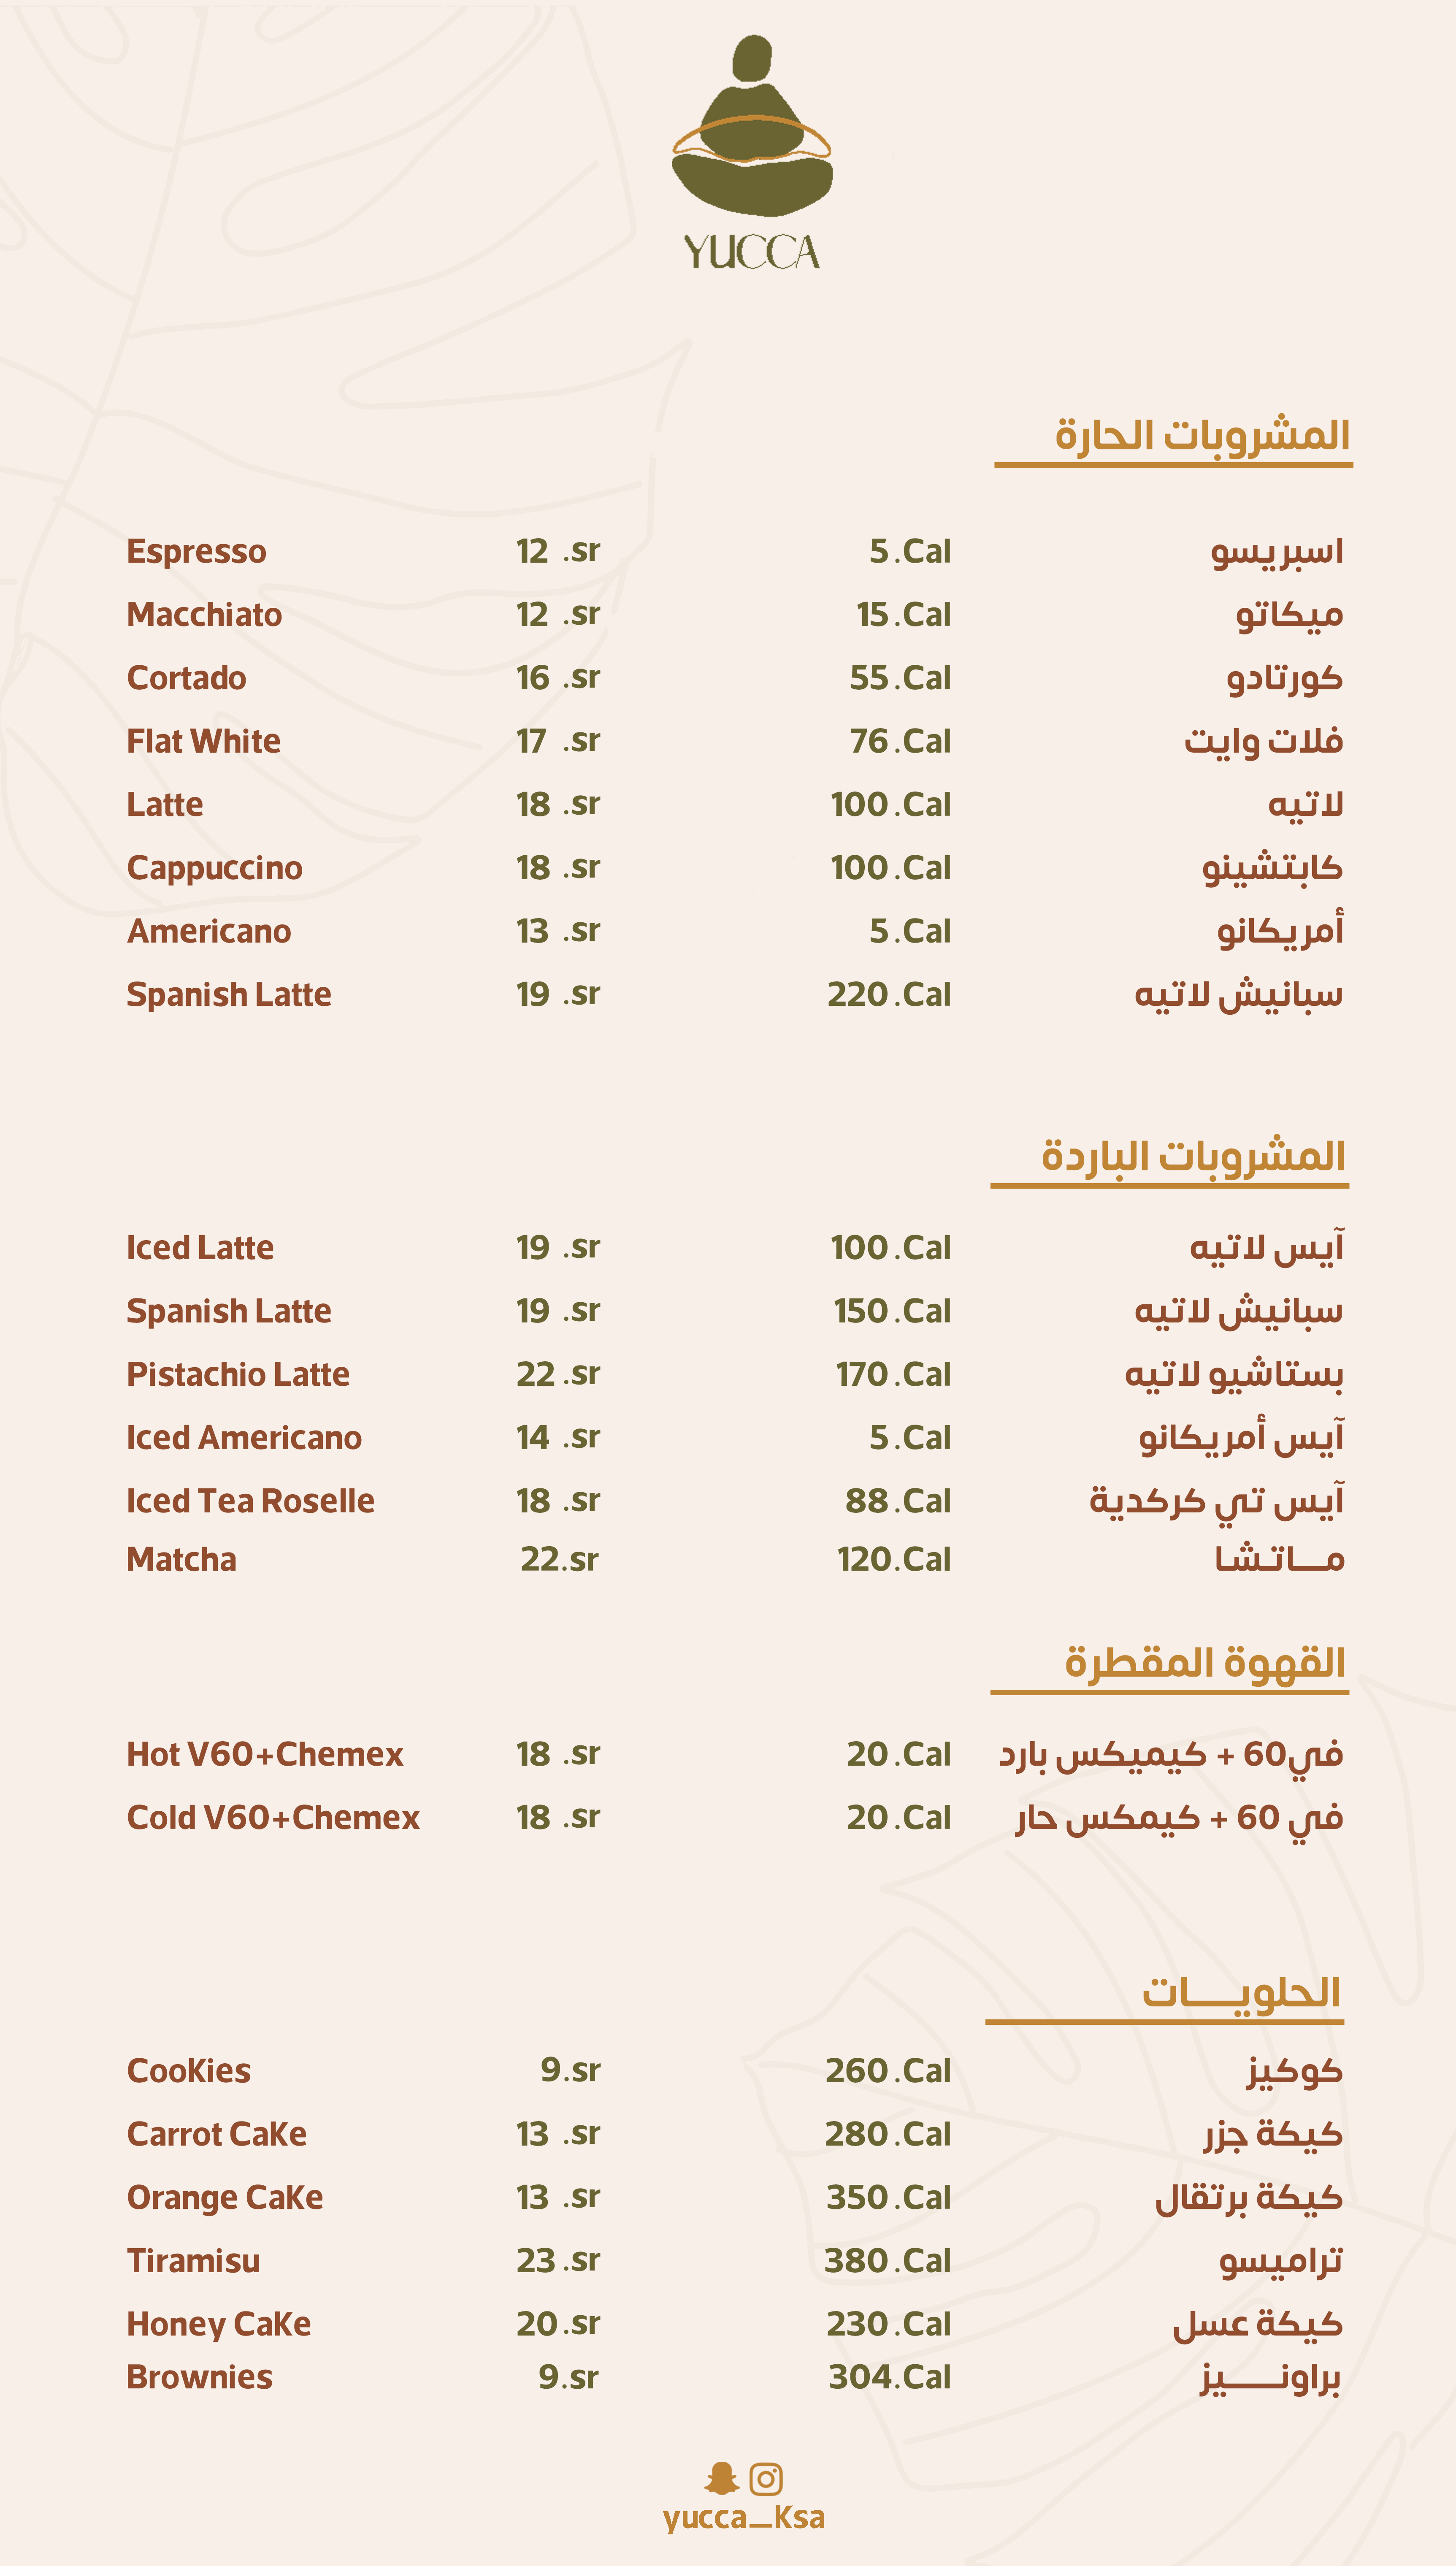 YUCCA
المشروبات الحارة
Espresso 12 .sr 5.Cal اسبريسو
Macchiato 12 .sr 15.Cal ميكاتو
Cortado 16 .sr 55.Cal كورتادو
Flat White 17 .sr 76.Cal فلات وايت
Latte 18 .sr 100.Cal لاتيه
Cappuccino 18 .sr 100.Cal كابتشينو
Americano 13 .sr 5.Cal أمريكانو
Spanish Latte 19 .sr 220.Cal سبانيش لاتيه
المشروبات الباردة
Iced Latte 19 .sr 100.Cal آيس لاتيه
Spanish Latte 19 .sr 150.Cal سبانيش لاتيه
Pistachio Latte 22 .sr 170.Cal بستاشيو لاتيه
Iced Americano 14 .sr 5.Cal آيس أمريكانو
Iced Tea Roselle 18 .sr 88.Cal آيس تي كركدية
Matcha 22.sr 120.Cal مـــاتـشـا
القهوة المقطرة
Hot V60+Chemex 18 .sr 20.Cal في60 + كيميكس بارد
Cold V60+Chemex 18 .sr 20.Cal في 60 + كيمكس حار
الحلويـــــات
CooKies 9.sr 260.Cal كوكيز
Carrot CaKe 13 .sr 280.Cal كيكة جزر
Orange CaKe 13 .sr 350.Cal كيكة برتقال
Tiramisu 23 .sr 380.Cal تراميسو
Honey CaKe 20.sr 230.Cal كيكة عسل
Brownies 9.sr 304.Cal براونـــــيز
yucca_Ksa